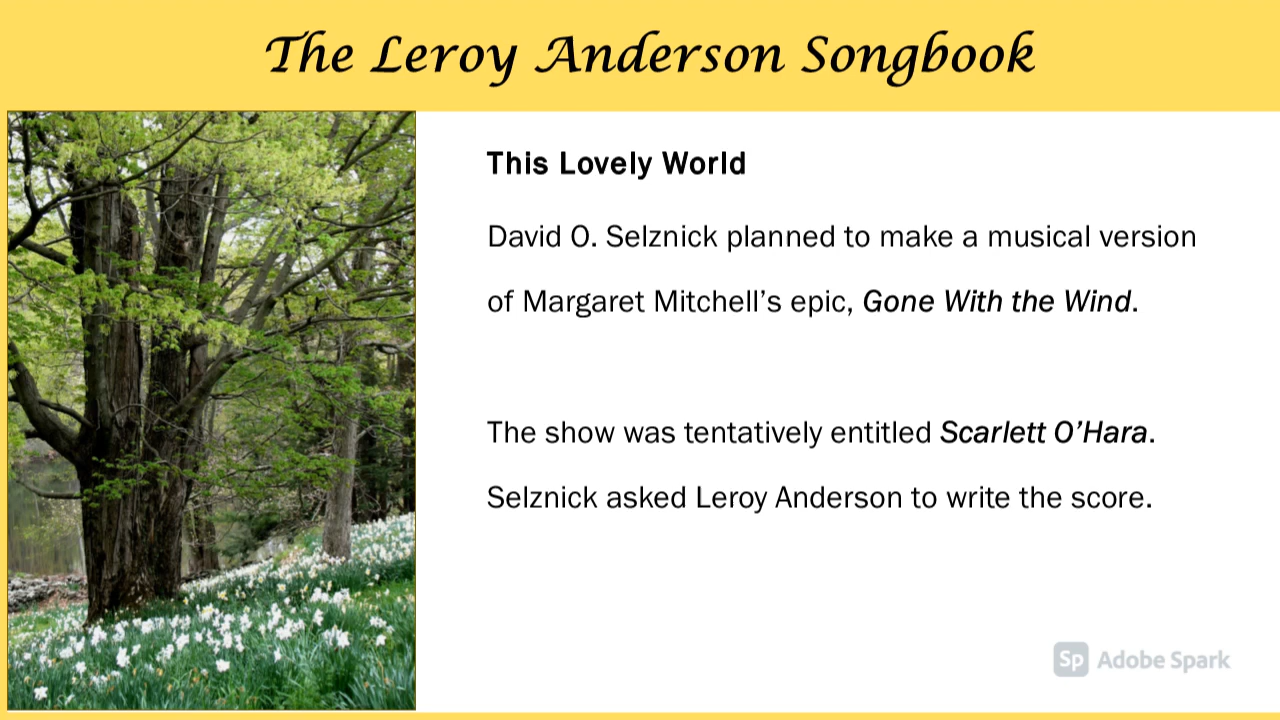 The Leroy Anderson Songbook
This Lovely World
David O. Selznick planned to make a musical version
of Margaret Mitchell’s epic, Gone With the Wind.
The show was tentatively entitled Scarlett O’Hara.
Selznick asked Leroy Anderson to write the score.
Sp Adobe Spark